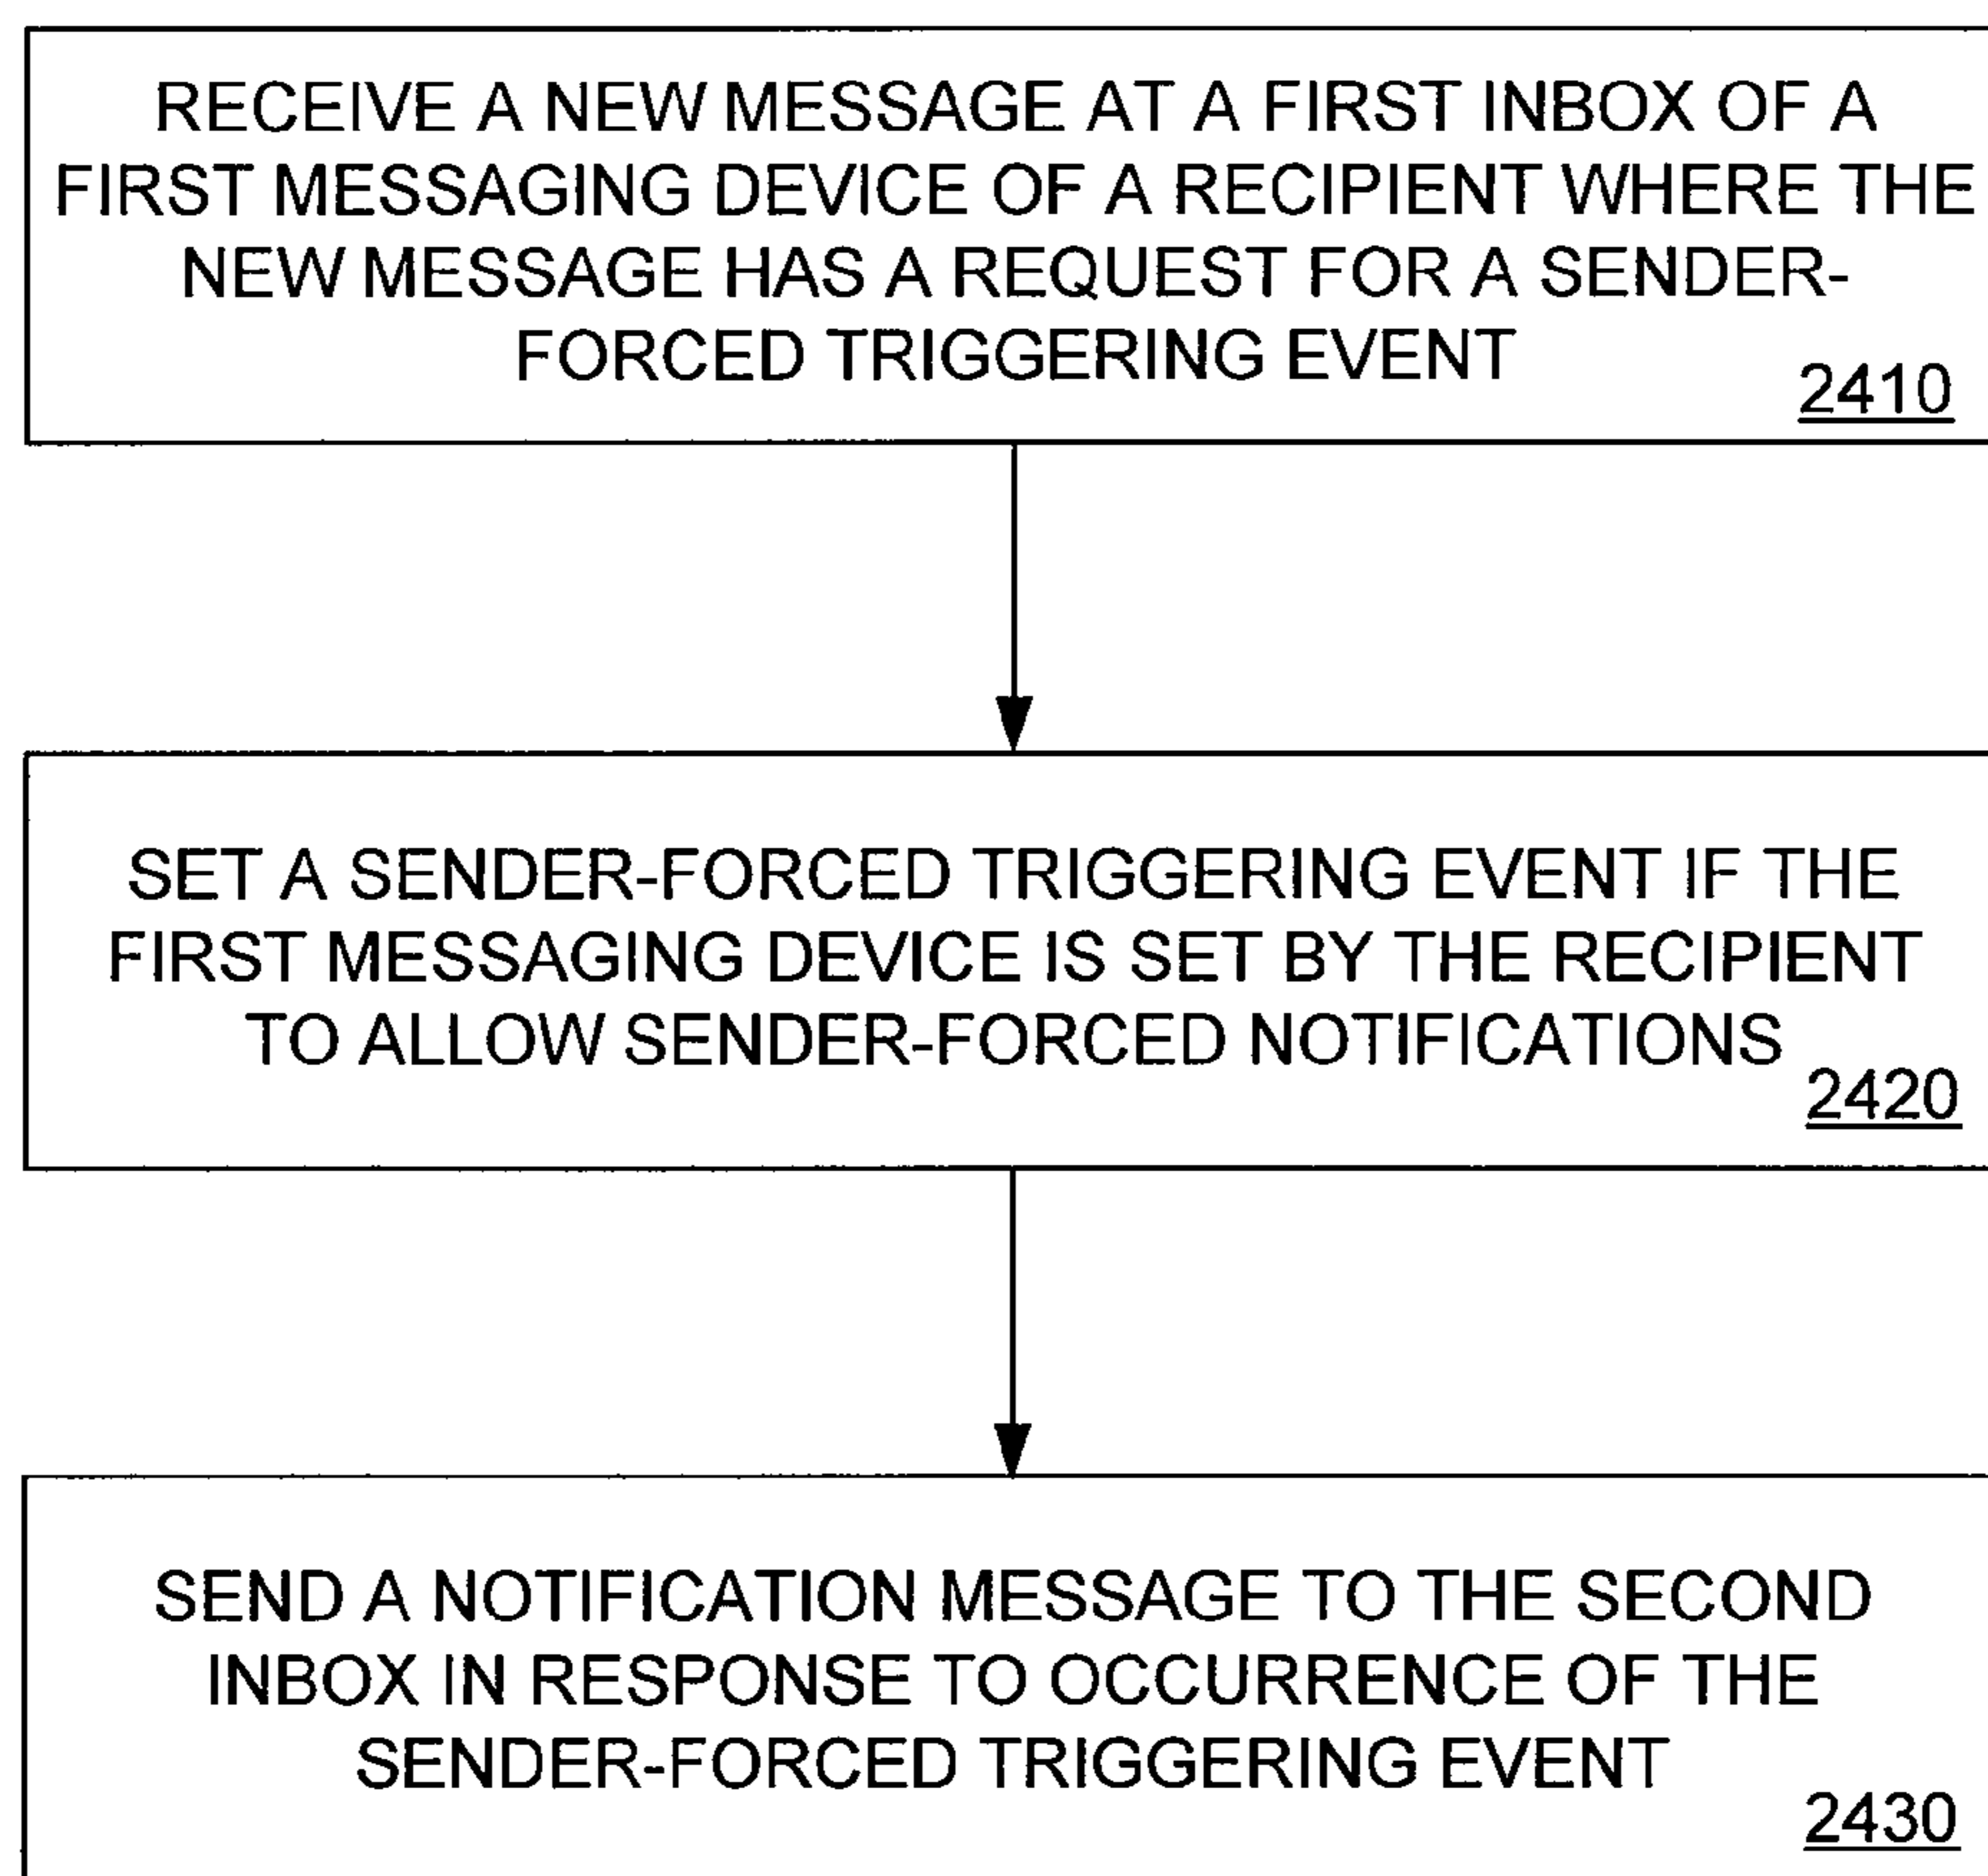 RECEIVE A NEW MESSAGE AT A FIRST INBOX OF A
FIRST MESSAGING DEVICE OF A RECIPIENT WHERE THE
NEW MESSAGE HAS A REQUEST FOR A SENDER-
FORCED TRIGGERING EVENT
2410
SET A SENDER-FORCED TRIGGERING EVENT IF THE
FIRST MESSAGING DEVICE IS SET BY THE RECIPIENT
TO ALLOW SENDER-FORCED NOTIFICATIONS
2420
SEND A NOTIFICATION MESSAGE TO THE SECOND
INBOX IN RESPONSE TO OCCURRENCE OF THE
SENDER-FORCED TRIGGERING EVENT
2430